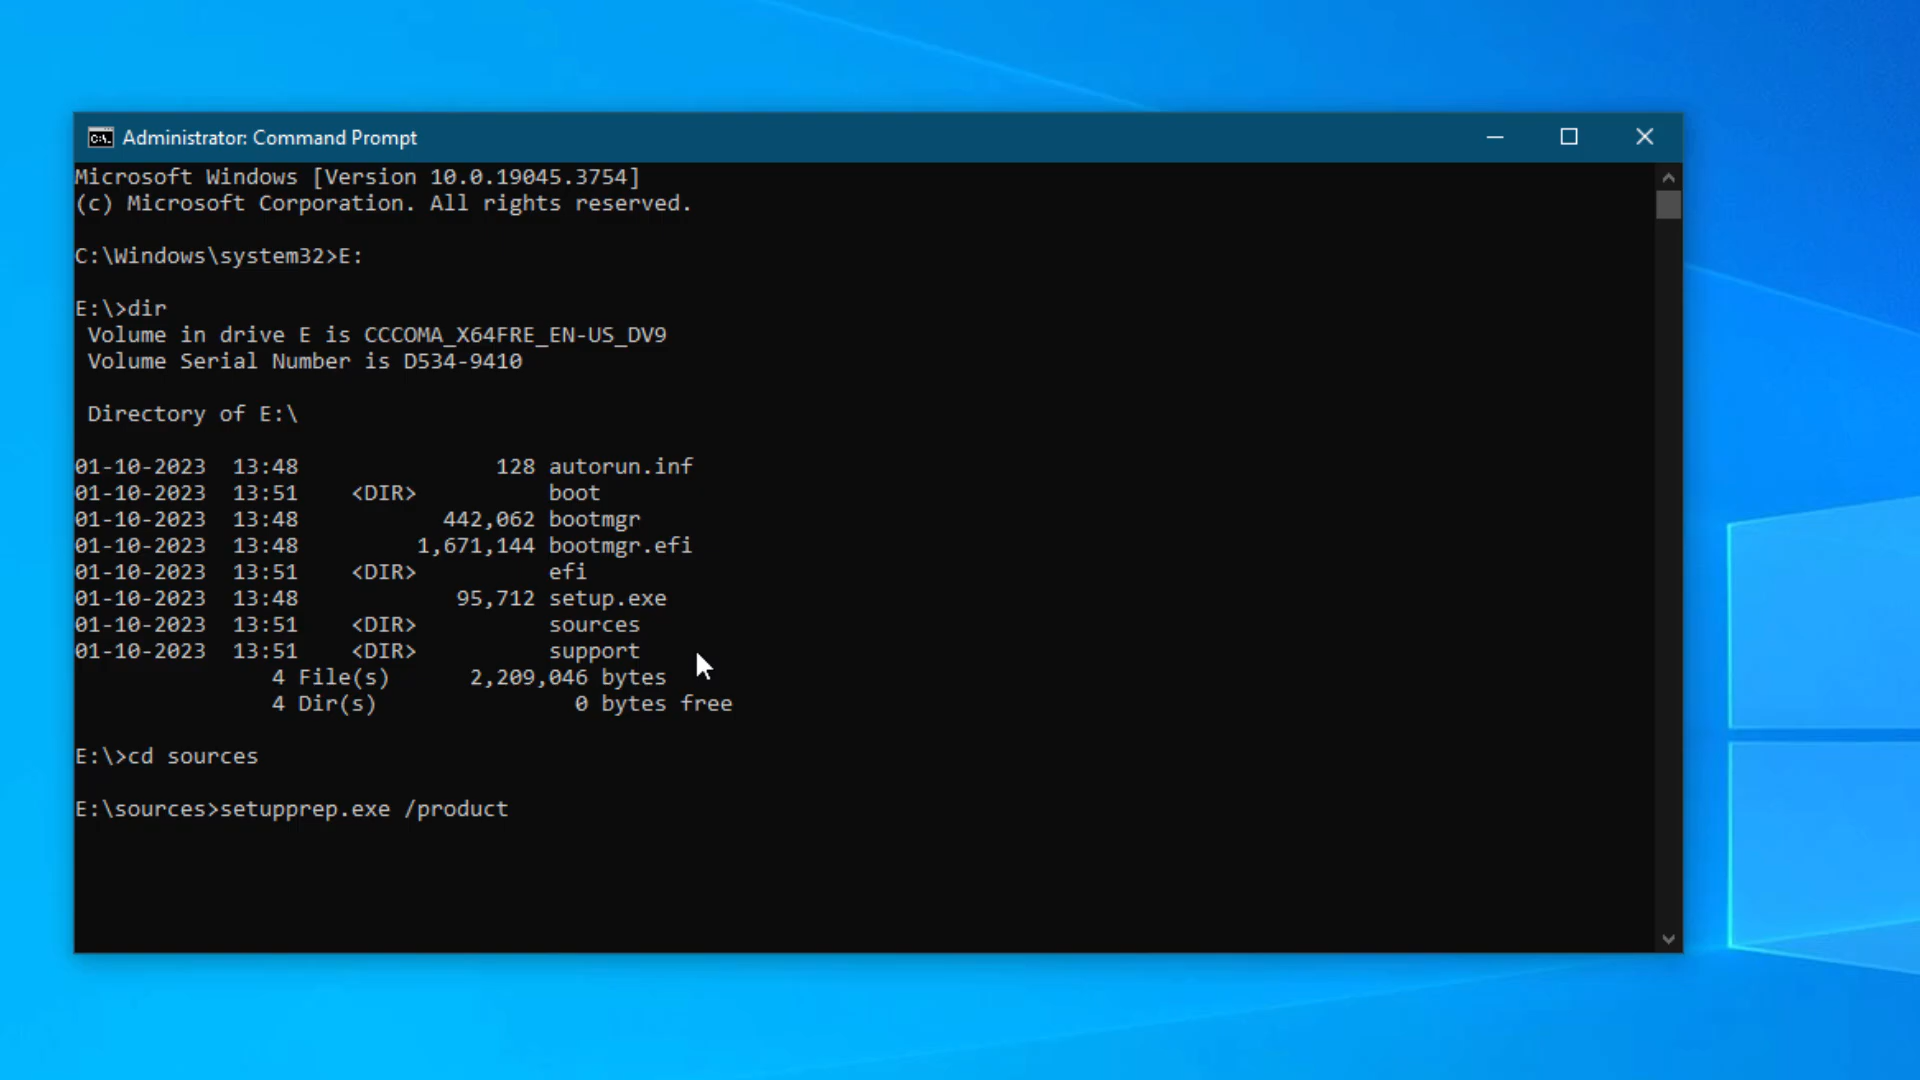 Administrator: Command Prompt
Microsoft Windows [Version 10.0.19045.3754]
(c) Microsoft Corporation. All rights reserved.
C:\Windows\system32>E:
E:\>dir
Volume in drive E is CCCOMA_X64FRE_EN-US_DV9
Volume Serial Number is D534-9410
Directory of E:\
01-10-2023  13:48               128 autorun.inf
01-10-2023  13:51    <DIR>          boot
01-10-2023  13:48           442,062 bootmgr
01-10-2023  13:48         1,671,144 bootmgr.efi
01-10-2023  13:51    <DIR>          efi
01-10-2023  13:48            95,712 setup.exe
01-10-2023  13:51    <DIR>          sources
01-10-2023  13:51    <DIR>          support
4 File(s)      2,209,046 bytes
4 Dir(s)               0 bytes free
E:\>cd sources
E:\sources>setupprep.exe /product